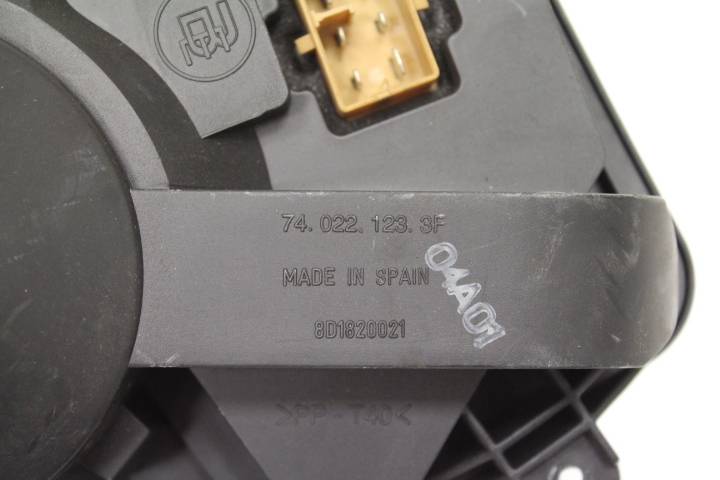 74.022.123.3F
MADE IN SPAIN
04A01
8D1820021
>PP-T40<